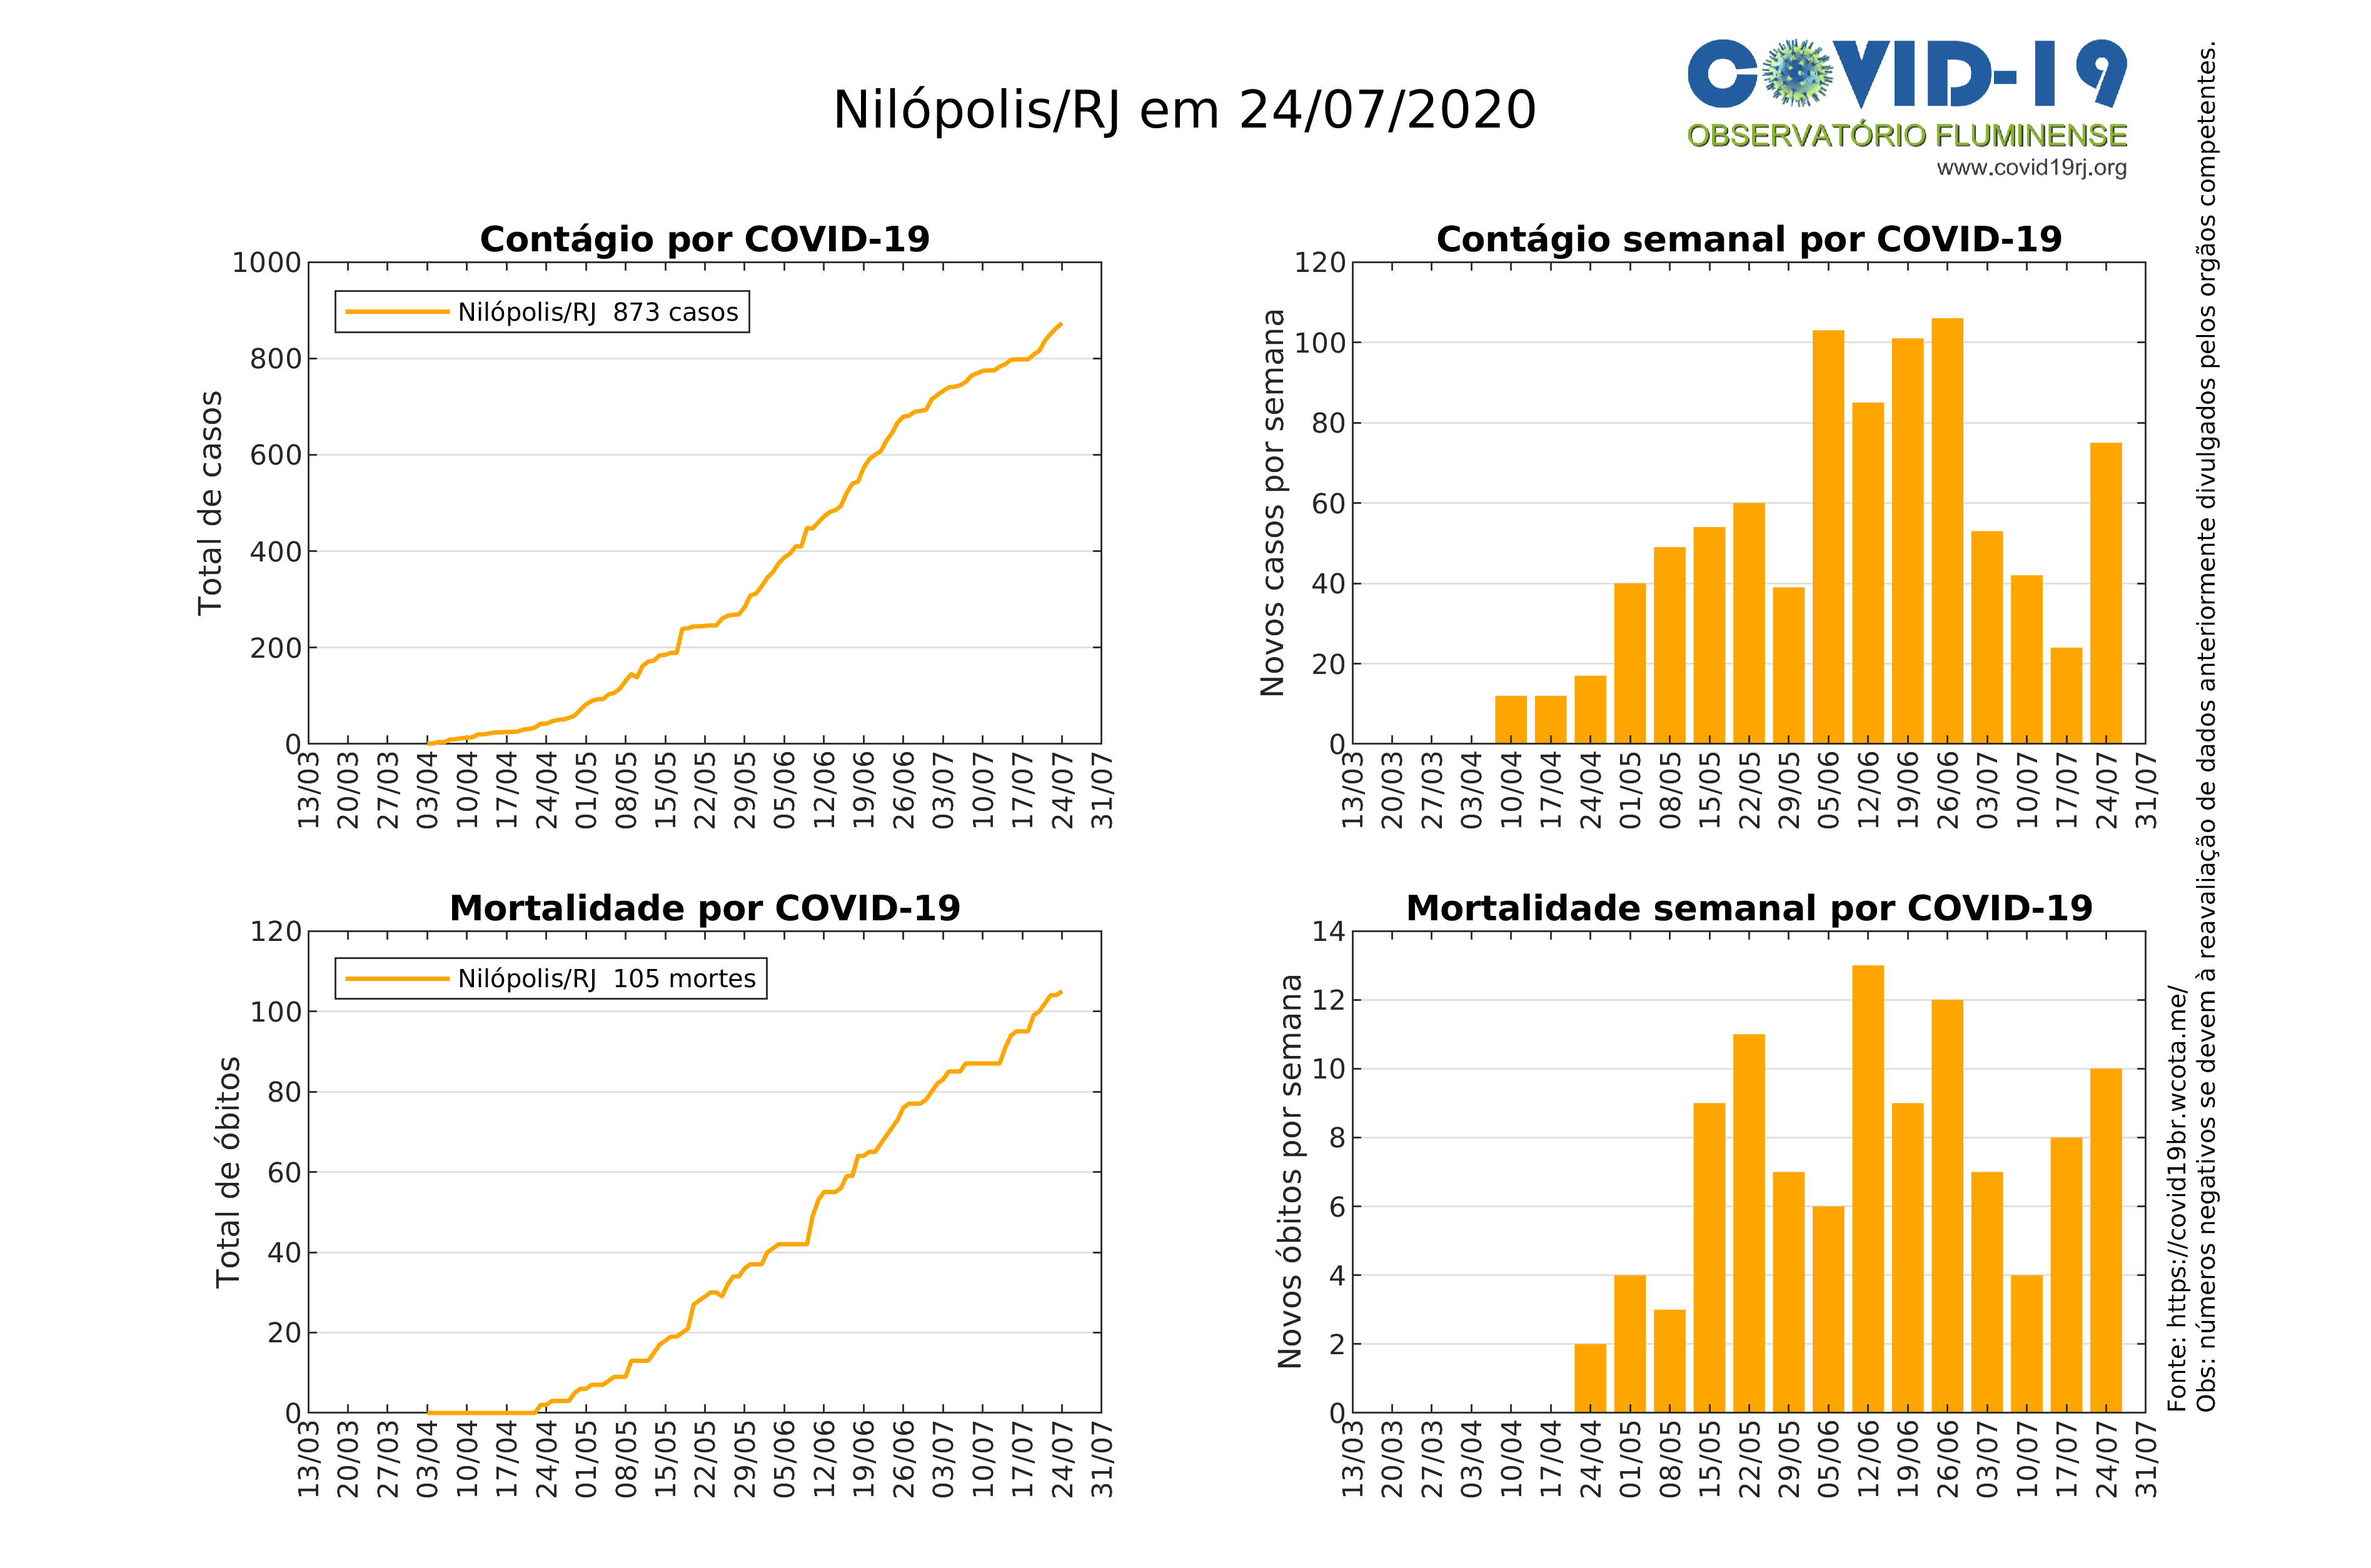 Nilópolis/RJ em 24/07/2020
COVID-19
OBSERVATÓRIO FLUMINENSE
www.covid19rj.org
Contágio por COVID-19
Total de casos
1000
800
600
400
200
0
Nilópolis/RJ 873 casos
13/03 20/03 27/03 03/04 10/04 17/04 24/04 01/05 08/05 15/05 22/05 29/05 05/06 12/06 19/06 26/06 03/07 10/07 17/07 24/07 31/07
Contágio semanal por COVID-19
Novos casos por semana
120
100
80
60
40
20
0
13/03 20/03 27/03 03/04 10/04 17/04 24/04 01/05 08/05 15/05 22/05 29/05 05/06 12/06 19/06 26/06 03/07 10/07 17/07 24/07 31/07
Mortalidade por COVID-19
Total de óbitos
120
100
80
60
40
20
0
Nilópolis/RJ 105 mortes
13/03 20/03 27/03 03/04 10/04 17/04 24/04 01/05 08/05 15/05 22/05 29/05 05/06 12/06 19/06 26/06 03/07 10/07 17/07 24/07 31/07
Mortalidade semanal por COVID-19
Novos óbitos por semana
14
12
10
8
6
4
2
0
13/03 20/03 27/03 03/04 10/04 17/04 24/04 01/05 08/05 15/05 22/05 29/05 05/06 12/06 19/06 26/06 03/07 10/07 17/07 24/07 31/07
Fonte: https://covid19br.wcota.me/
Obs: números negativos se devem à reavaliação de dados anteriormente divulgados pelos orgãos competentes.